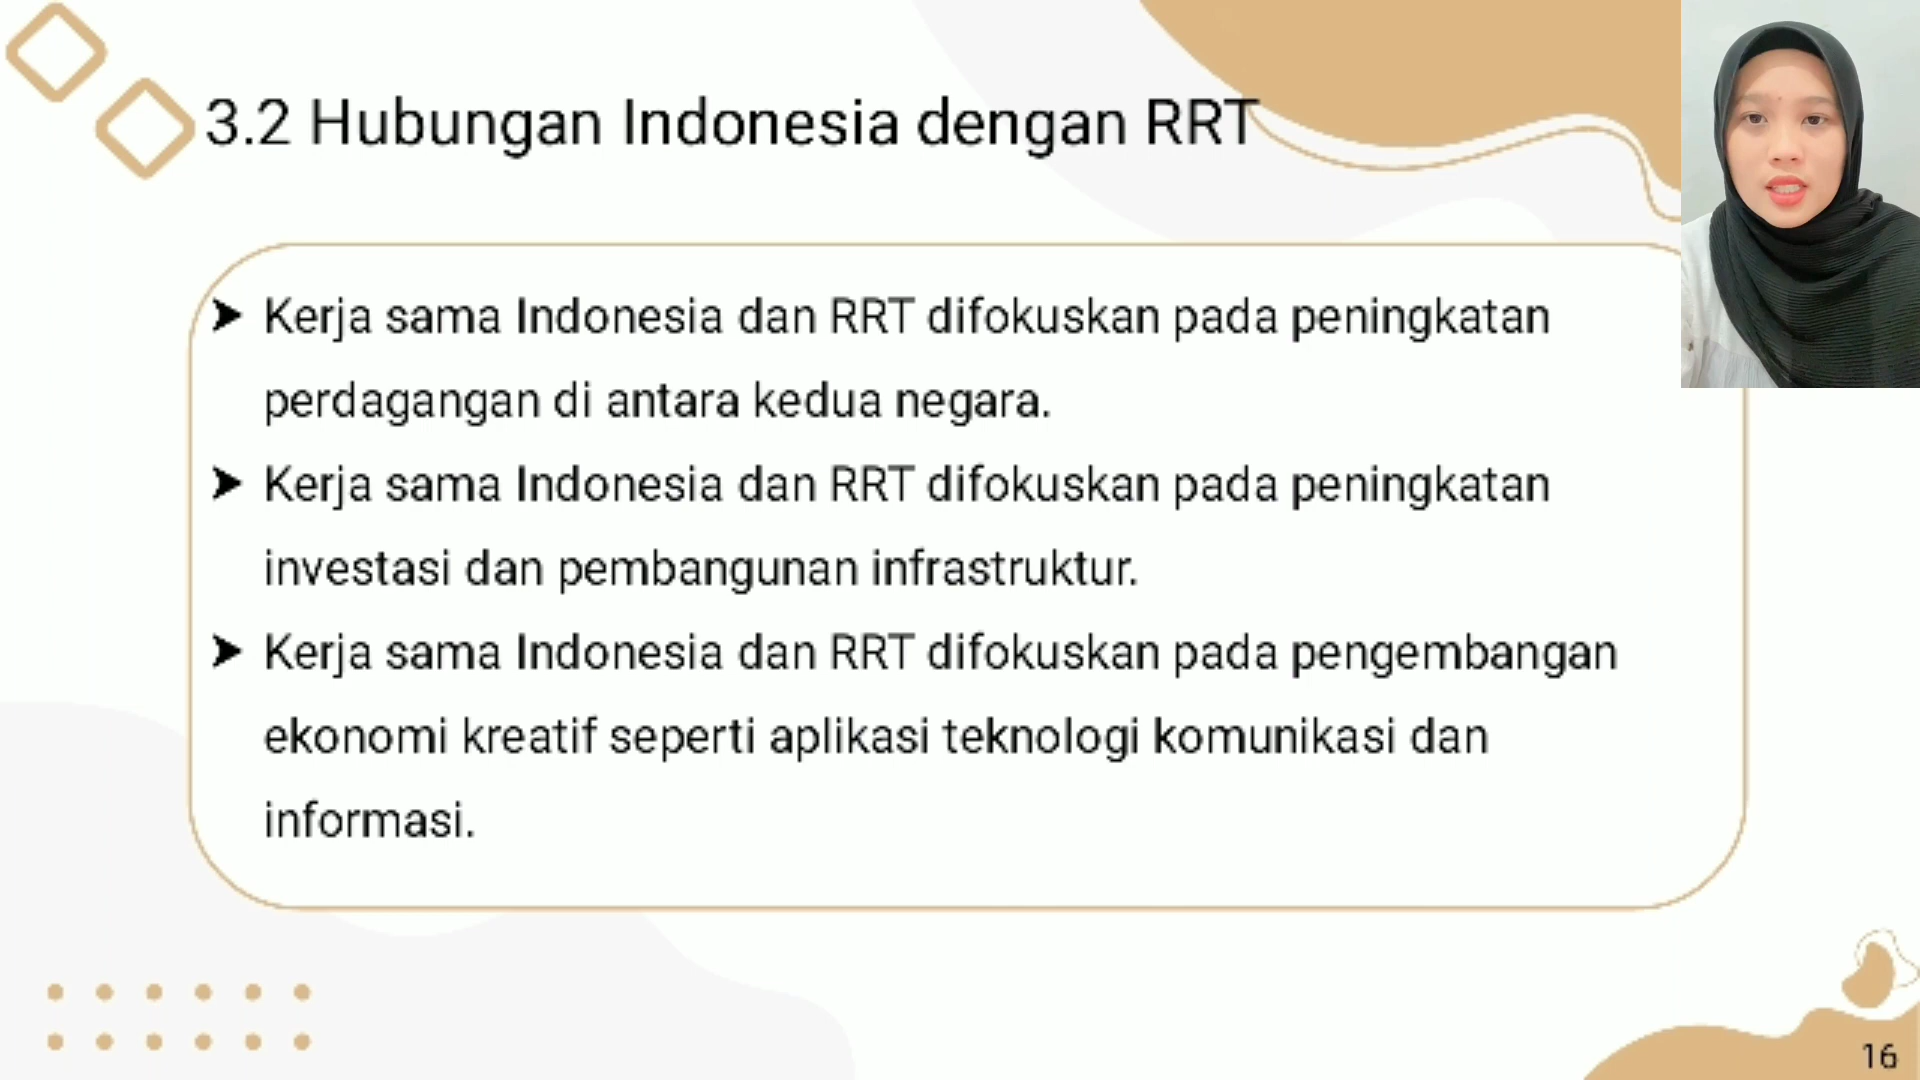 3.2 Hubungan Indonesia dengan RRT
➤ Kerja sama Indonesia dan RRT difokuskan pada peningkatan
perdagangan di antara kedua negara.
➤ Kerja sama Indonesia dan RRT difokuskan pada peningkatan
investasi dan pembangunan infrastruktur.
➤ Kerja sama Indonesia dan RRT difokuskan pada pengembangan
ekonomi kreatif seperti aplikasi teknologi komunikasi dan
informasi.
16